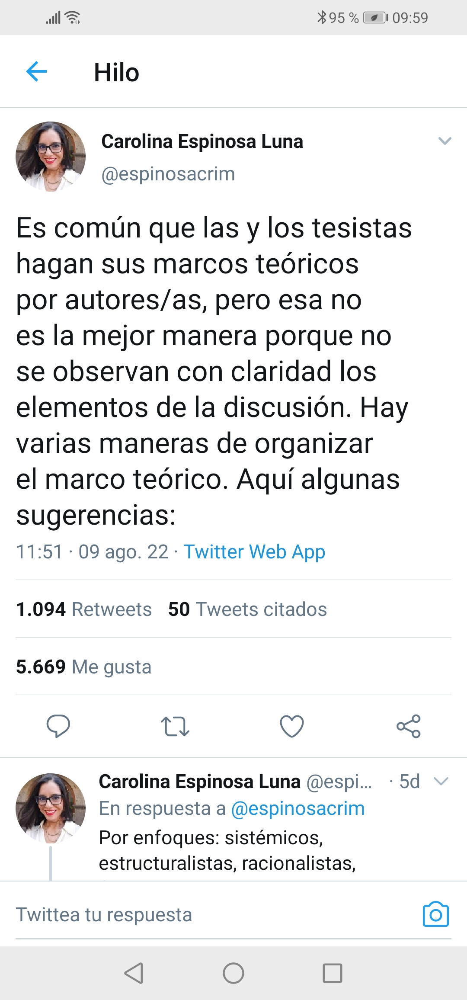 95 % 09:59
Hilo
Carolina Espinosa Luna
@espinosacrim
Es común que las y los tesistas
hagan sus marcos teóricos
por autores/as, pero esa no
es la mejor manera porque no
se observan con claridad los
elementos de la discusión. Hay
varias maneras de organizar
el marco teórico. Aquí algunas
sugerencias:
11:51 · 09 ago. 22 · Twitter Web App
1.094 Retweets 50 Tweets citados
5.669 Me gusta
Carolina Espinosa Luna @espi... · 5d
En respuesta a @espinosacrim
Por enfoques: sistémicos,
estructuralistas, racionalistas,
Twittea tu respuesta